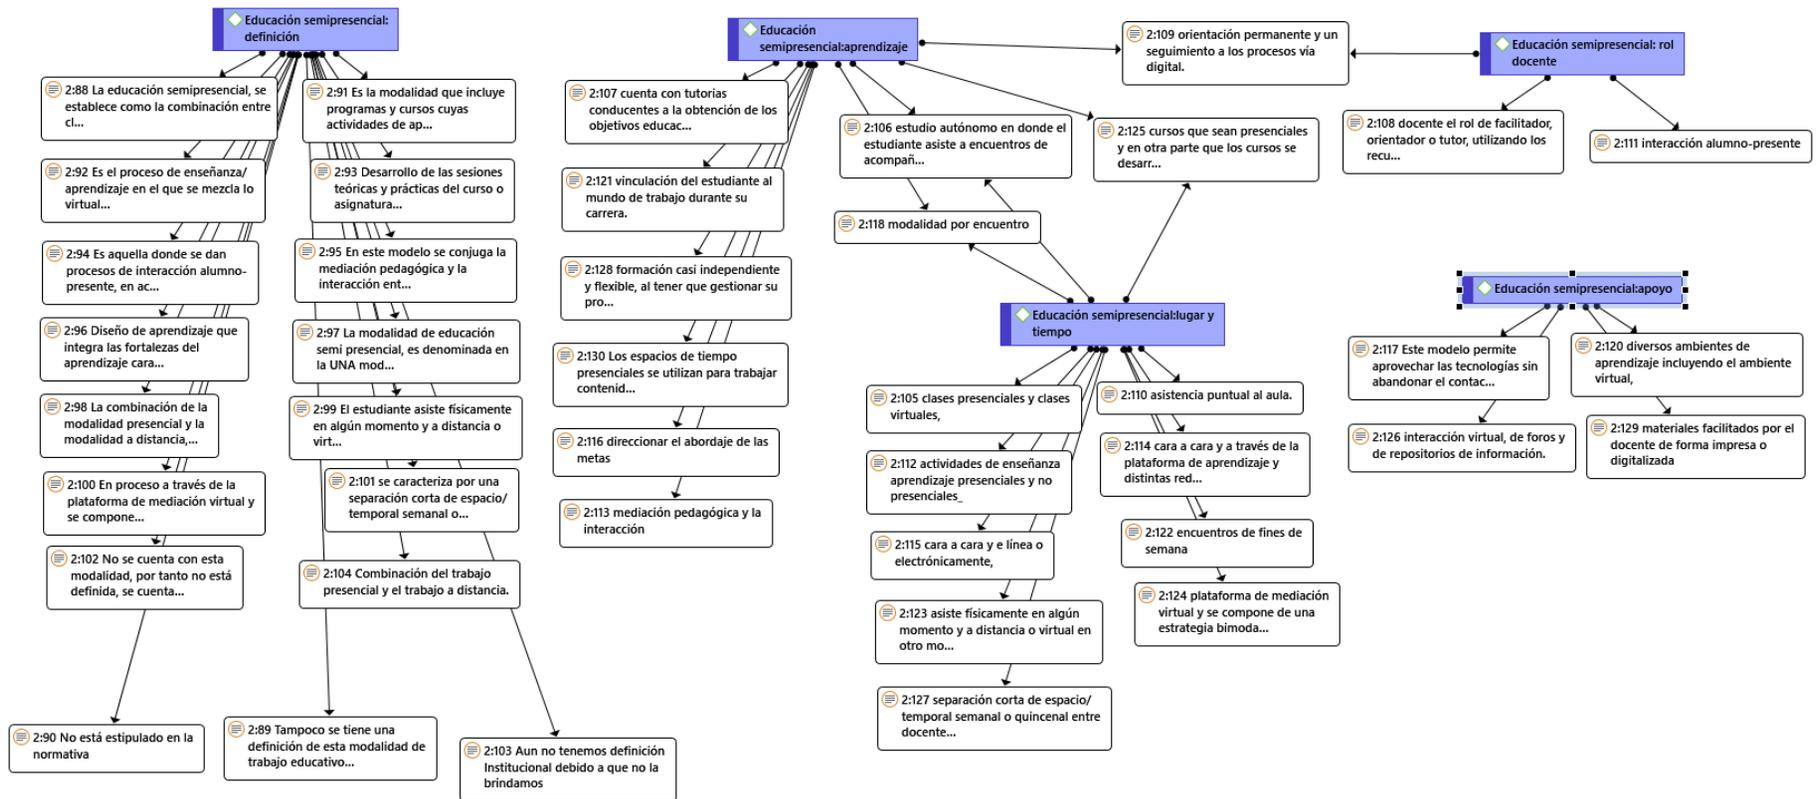 Educación semipresencial:
definición
2:88 La educación semipresencial, se
establece como la combinación entre
cl...
2:91 Es la modalidad que incluye
programas y cursos cuyas
actividades de ap...
2:92 Es el proceso de enseñanza/
aprendizaje en el que se mezcla lo
virtual...
2:93 Desarrollo de las sesiones
teóricas y prácticas del curso o
asignatura...
2:94 Es aquella donde se dan
procesos de interacción alumno-
presente, en ac...
2:95 En este modelo se conjuga la
mediación pedagógica y la
interacción ent...
2:96 Diseño de aprendizaje que
integra las fortalezas del
aprendizaje cara...
2:97 La modalidad de educación
semi presencial, es denominada en
la UNA mod...
2:98 La combinación de la
modalidad presencial y la
modalidad a distancia,...
2:99 El estudiante asiste físicamente
en algún momento y a distancia o
virt...
2:100 En proceso a través de la
plataforma de mediación virtual y
se compone...
2:101 se caracteriza por una
separación corta de espacio/
temporal semanal o...
2:102 No se cuenta con esta
modalidad, por tanto no está
definida, se cuenta...
2:104 Combinación del trabajo
presencial y el trabajo a distancia.
2:90 No está estipulado en la
normativa
2:89 Tampoco se tiene una
definición de esta modalidad de
trabajo educativo...
2:103 Aun no tenemos definición
Institucional debido a que no la
brindamos
Educación
semipresencial:aprendizaje
2:107 cuenta con tutorias
conducentes a la obtención de los
objetivos educac...
2:121 vinculación del estudiante al
mundo de trabajo durante su
carrera.
2:128 formación casi independiente
y flexible, al tener que gestionar su
pro...
2:130 Los espacios de tiempo
presenciales se utilizan para trabajar
contenid...
2:116 direccionar el abordaje de las
metas
2:113 mediación pedagógica y la
interacción
2:106 estudio autónomo en donde el
estudiante asiste a encuentros de
acompañ...
2:118 modalidad por encuentro
2:109 orientación permanente y un
seguimiento a los procesos vía
digital.
2:125 cursos que sean presenciales
y en otra parte que los cursos se
desarr...
Educación semipresencial: rol
docente
2:108 docente el rol de facilitador,
orientador o tutor, utilizando los
recu...
2:111 interacción alumno-presente
Educación semipresencial:lugar y
tiempo
2:105 clases presenciales y clases
virtuales,
2:110 asistencia puntual al aula.
2:112 actividades de enseñanza
aprendizaje presenciales y no
presenciales_
2:114 cara a cara y a través de la
plataforma de aprendizaje y
distintas red...
2:115 cara a cara y e línea o
electrónicamente,
2:122 encuentros de fines de
semana
2:123 asiste físicamente en algún
momento y a distancia o virtual en
otro mo...
2:124 plataforma de mediación
virtual y se compone de una
estrategia bimoda...
2:127 separación corta de espacio/
temporal semanal o quincenal entre
docente...
Educación semipresencial:apoyo
2:117 Este modelo permite
aprovechar las tecnologías sin
abandonar el contac...
2:120 diversos ambientes de
aprendizaje incluyendo el ambiente
virtual,
2:126 interacción virtual, de foros y
de repositorios de información.
2:129 materiales facilitados por el
docente de forma impresa o
digitalizada